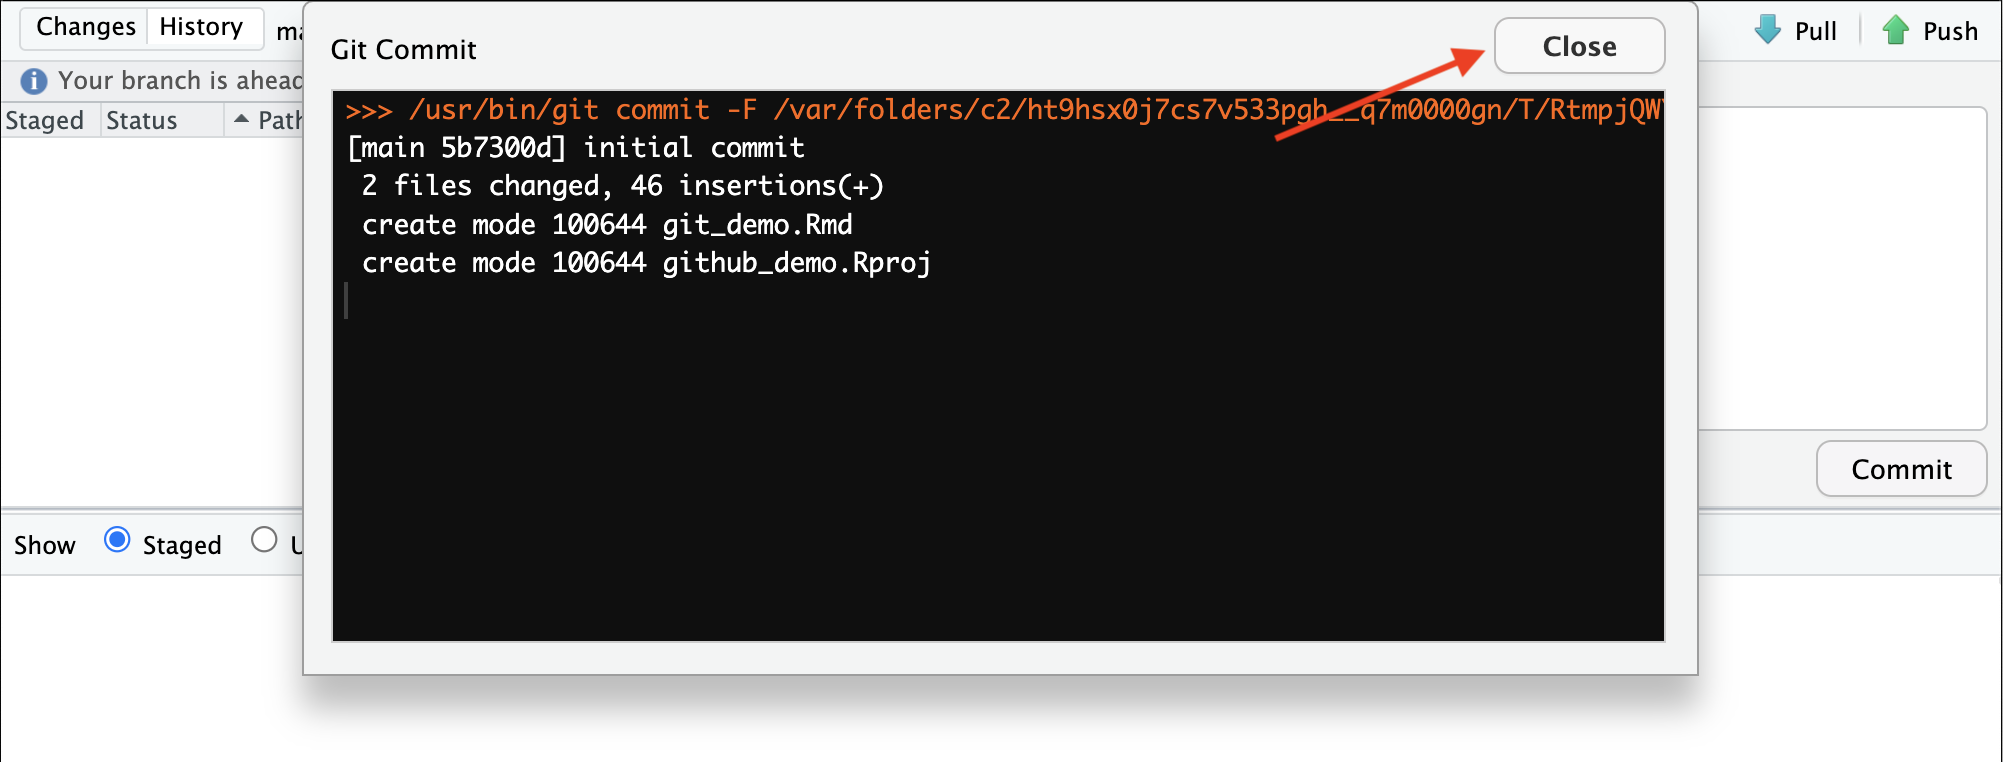 Changes History
Git Commit
Close
Pull
Push
Your branch is ahead
Staged Status Path
>>> /usr/bin/git commit -F /var/folders/c2/ht9hsx0j7cs7v533pgh__q7m0000gn/T/RtmpjQW
[main 5b7300d] initial commit
2 files changed, 46 insertions(+)
create mode 100644 git_demo.Rmd
create mode 100644 github_demo.Rproj
Commit
Show Staged